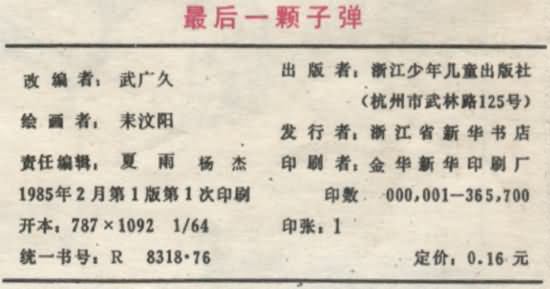 最后一颗子弹
改编者：武广久
绘画者：耒汶阳
责任编辑：夏雨 杨杰
1985年2月第1版第1次印刷
开本：787×1092 1/64
统一书号：R 8318·76
出版者：浙江少年儿童出版社
（杭州市武林路125号）
发行者：浙江省新华书店
印刷者：金华新华印刷厂
印数 000,001—365,700
印张：1
定价：0.16元